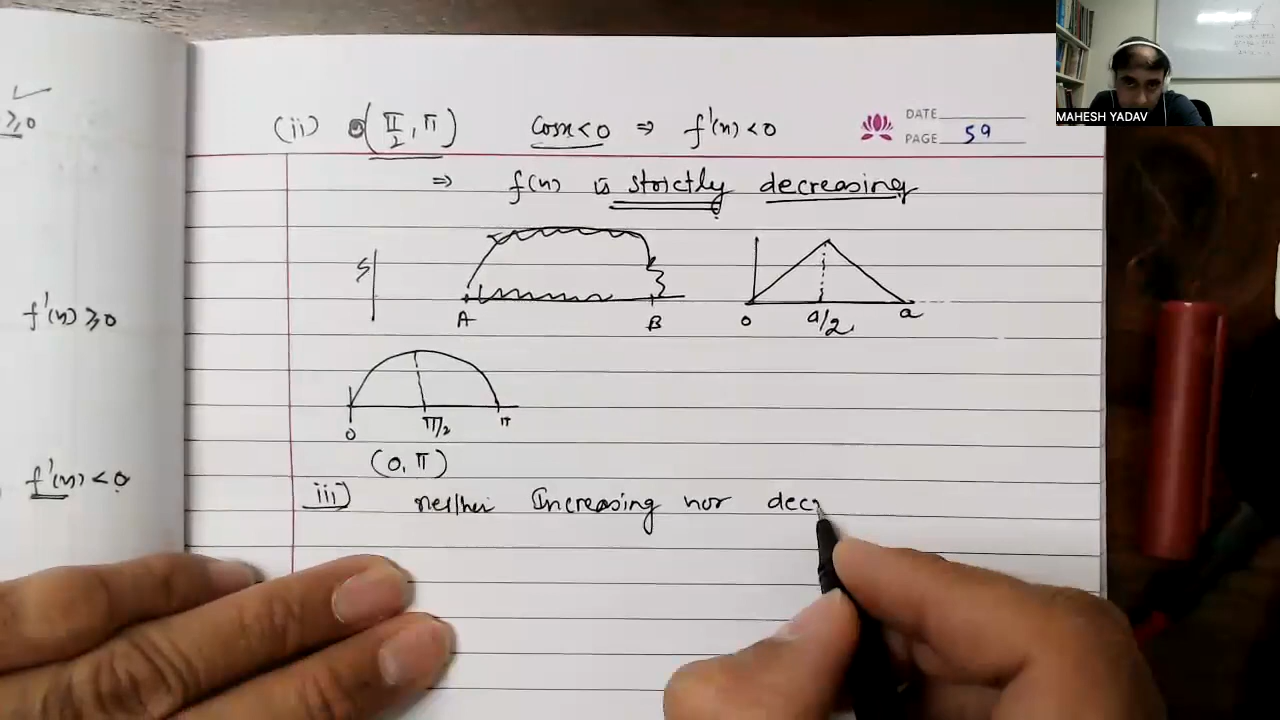 ≥0
f'(x) ≥ 0
f'(x) < 0
DATE
PAGE 59
(ii) (π/2, π) Cosx < 0 ⇒ f'(x) < 0
⇒ f(x) is strictly decreasing
A B
0 a/2 a
0 π/2 π
(0, π)
iii) neither Increasing nor dec
MAHESH YADAV